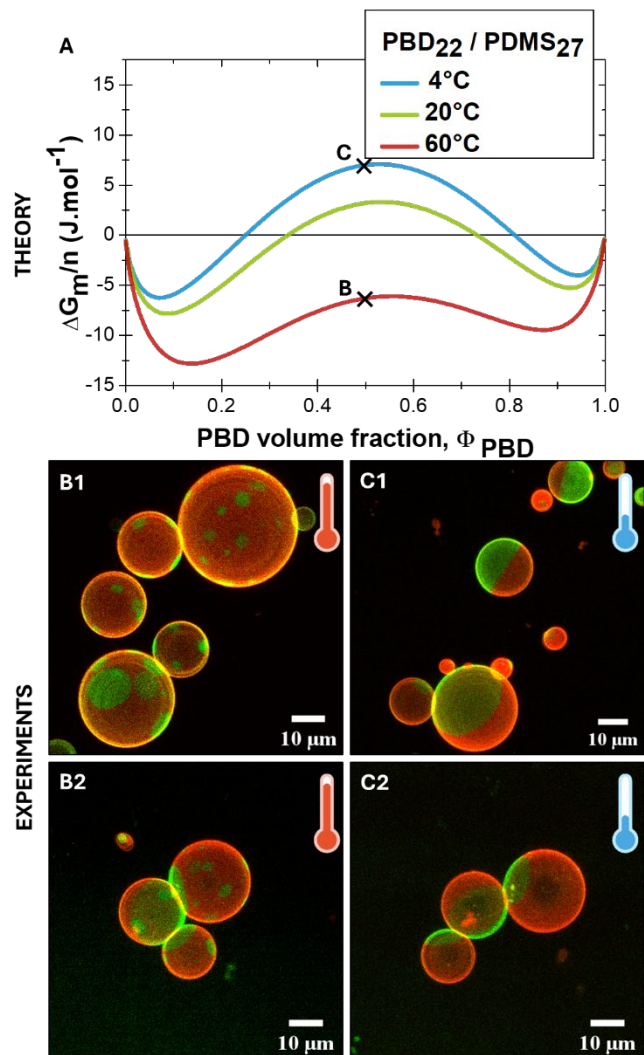 A
PBD22 / PDMS27
4°C
20°C
60°C
THEORY
ΔGm/n (J.mol-1)
15
10
5
0
-5
-10
-15
C
B
0.0 0.2 0.4 0.6 0.8 1.0
PBD volume fraction, ΦPBD
EXPERIMENTS
B1
10 µm
C1
10 µm
B2
10 µm
C2
10 µm